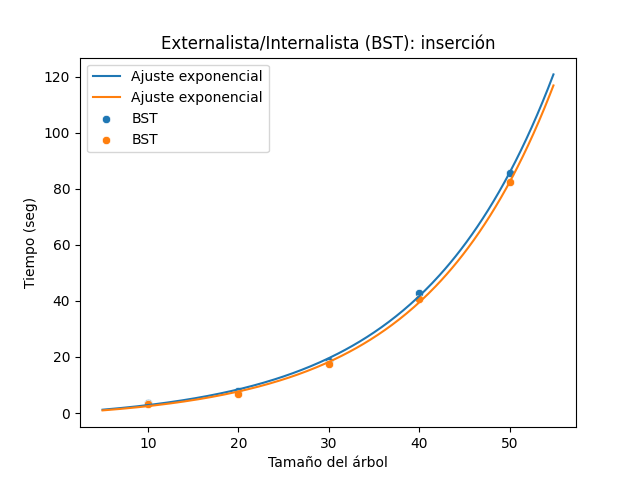 Externalista/Internalista (BST): inserción
Ajuste exponencial
Ajuste exponencial
BST
BST
120
100
80
60
40
20
0
Tiempo (seg)
10 20 30 40 50
Tamaño del árbol